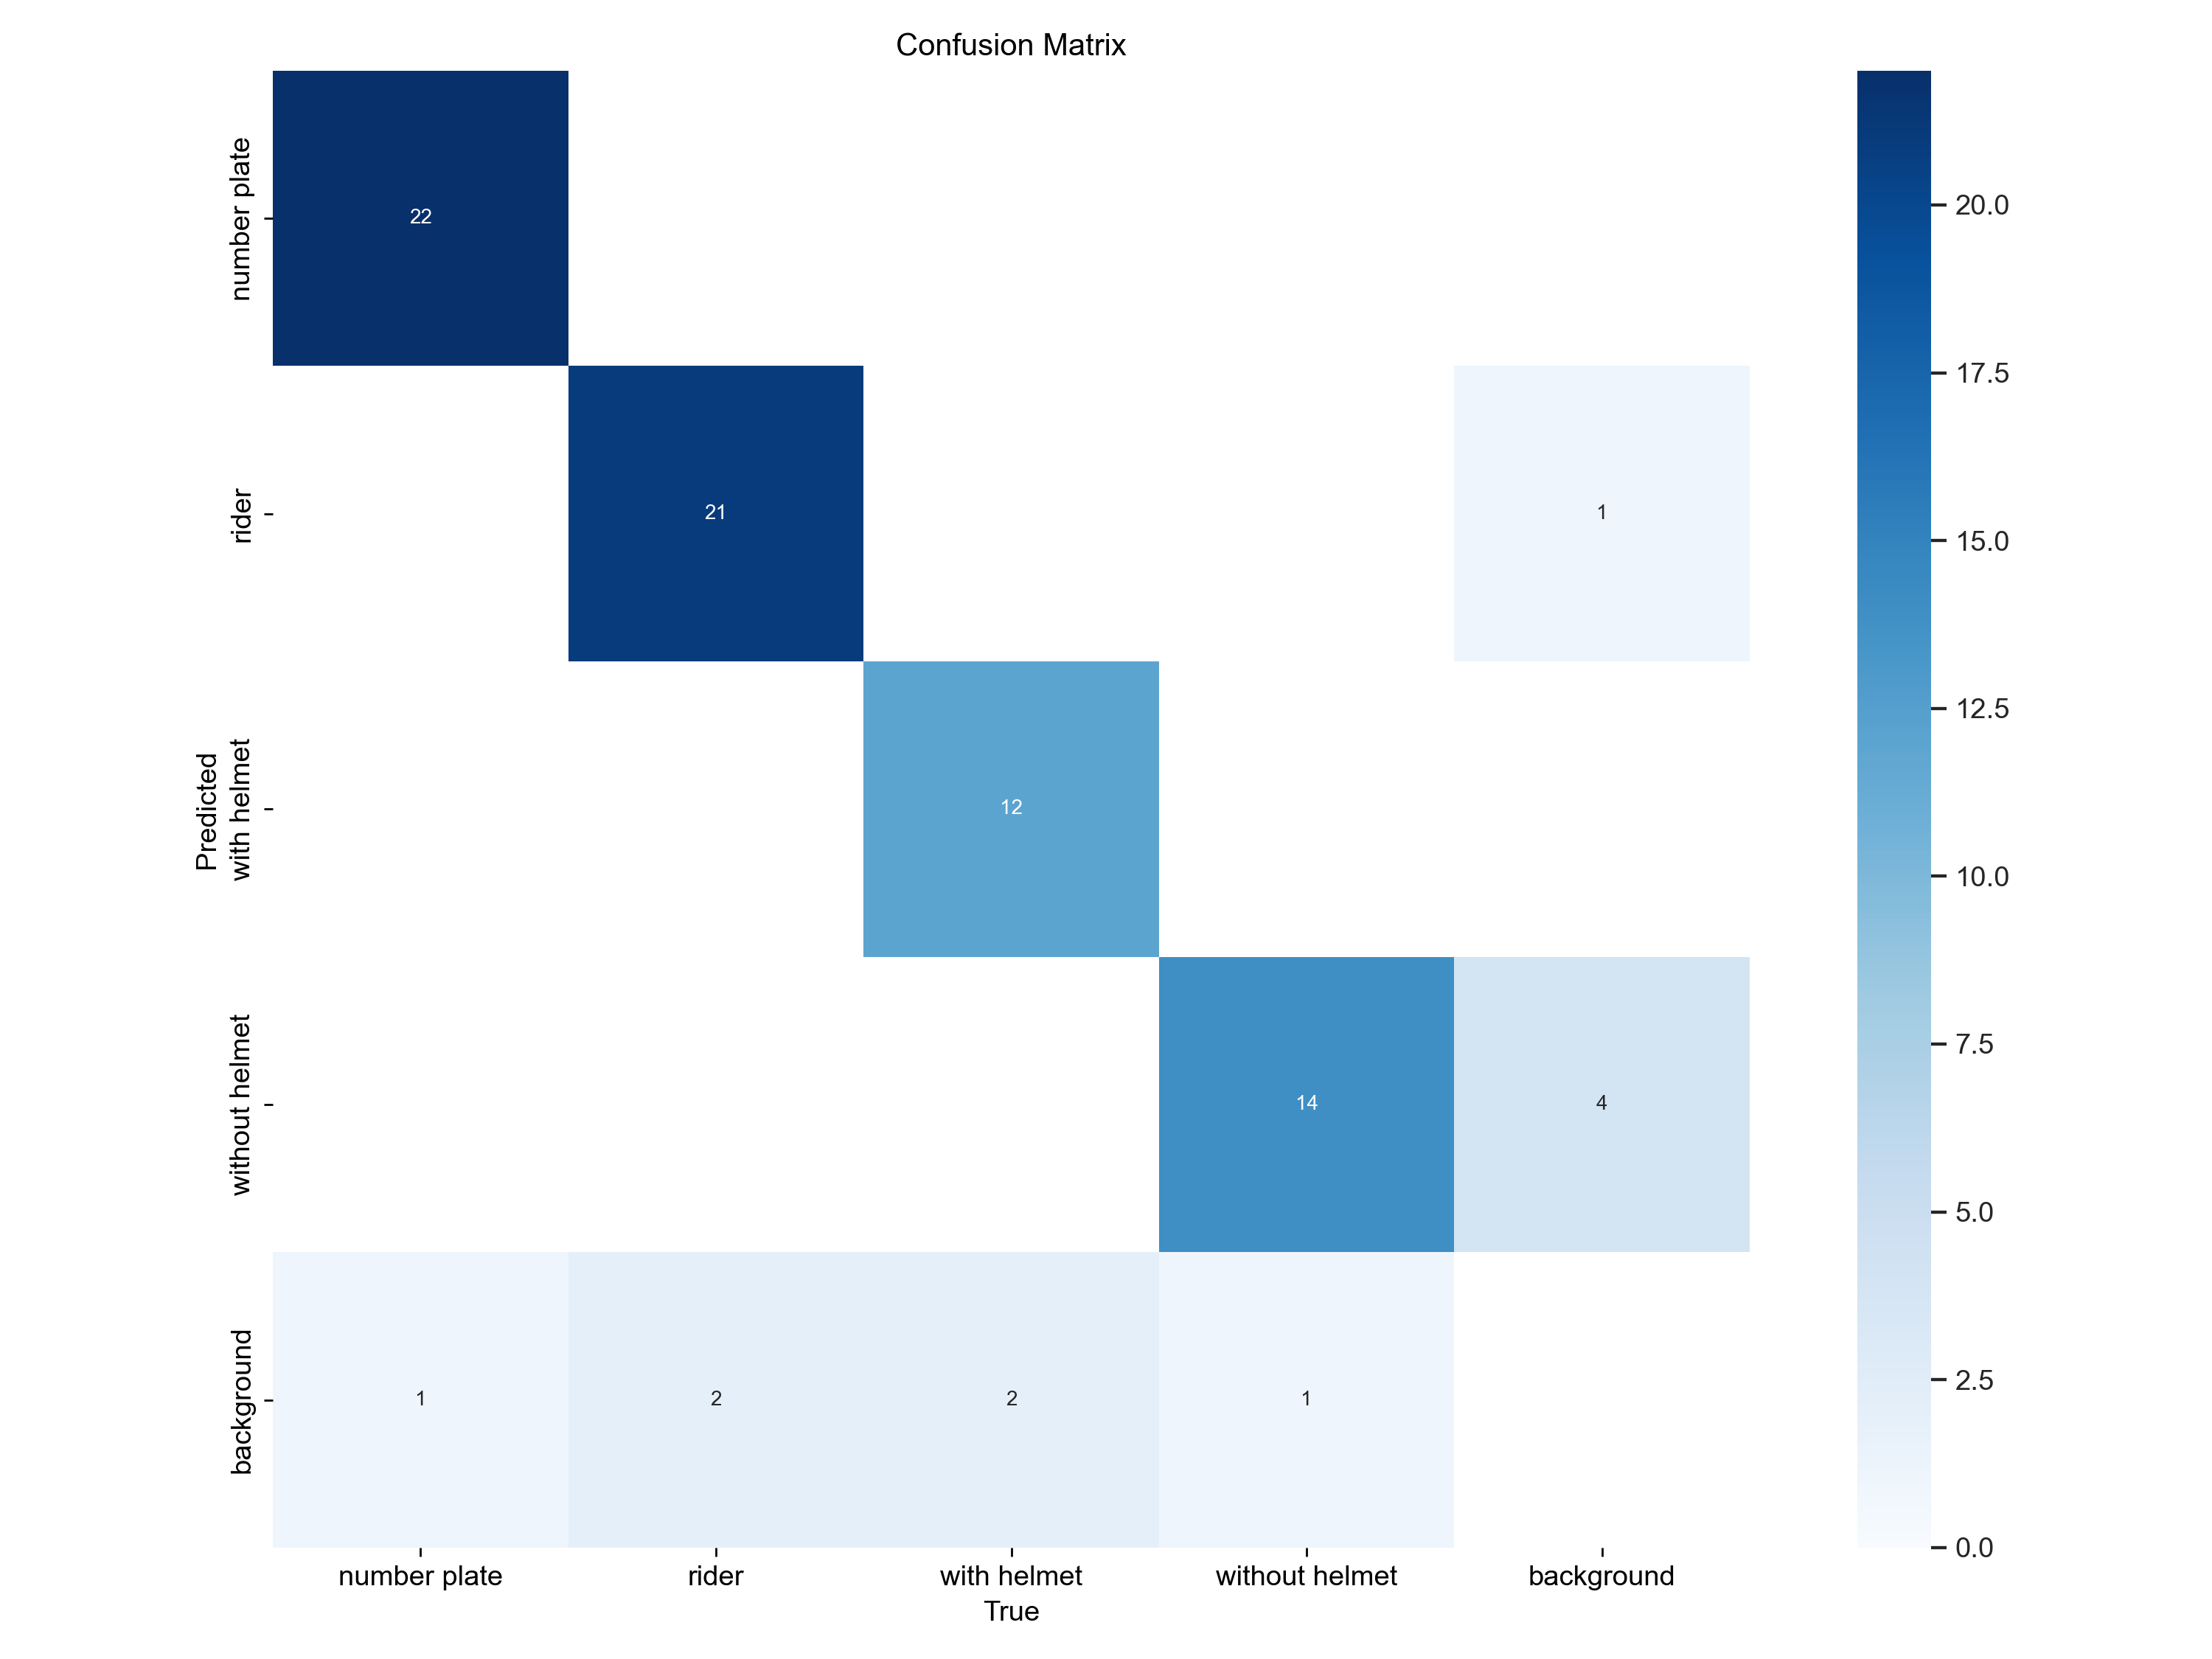 Confusion Matrix
number plate
22
20.0
17.5
rider
21
1
15.0
12.5
Predicted
with helmet
12
10.0
7.5
without helmet
14
4
5.0
2.5
background
1
2
2
1
0.0
number plate
rider
with helmet
without helmet
background
True